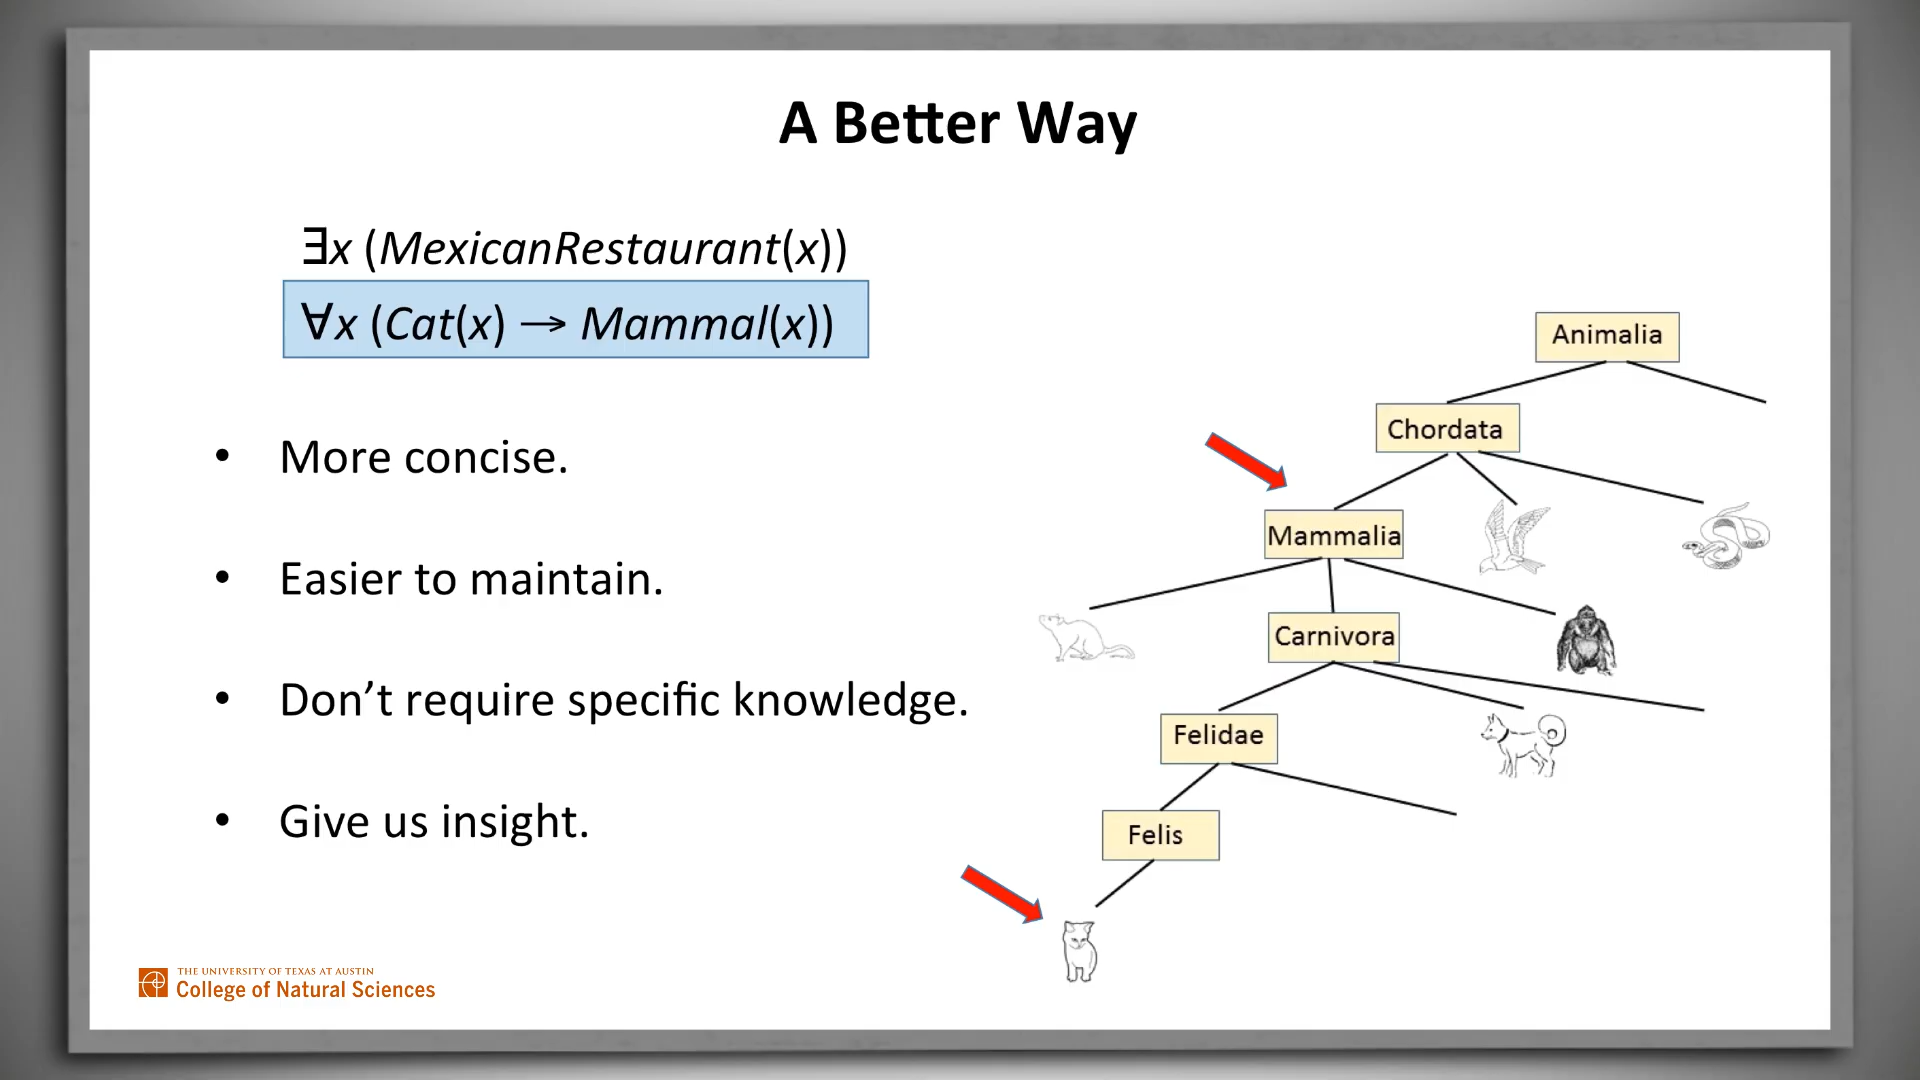 A Better Way
∃x (MexicanRestaurant(x))
∀x (Cat(x) → Mammal(x))
• More concise.
• Easier to maintain.
• Don’t require specific knowledge.
• Give us insight.
Animalia
Chordata
Mammalia
Carnivora
Felidae
Felis
THE UNIVERSITY OF TEXAS AT AUSTIN
College of Natural Sciences